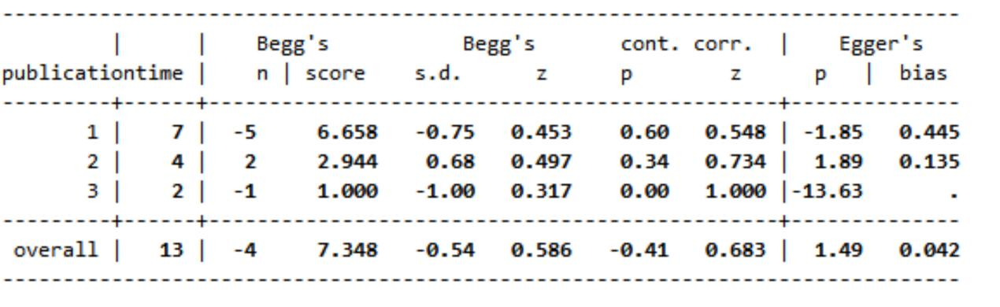 --------------------------------------------------------------------------------
         |      |    Begg's           Begg's       cont. corr.  |    Egger's
publicationtime |    n | score    s.d.      z      p        z      p   |  bias
---------+------+------------------------------------------------+---------------
       1 |    7 |  -5     6.658   -0.75   0.453    0.60   0.548 | -1.85   0.445
       2 |    4 |   2     2.944    0.68   0.497    0.34   0.734 |  1.89   0.135
       3 |    2 |  -1     1.000   -1.00   0.317    0.00   1.000 |-13.63       .
---------+------+------------------------------------------------+---------------
 overall |   13 |  -4     7.348   -0.54   0.586   -0.41   0.683 |  1.49   0.042
--------------------------------------------------------------------------------